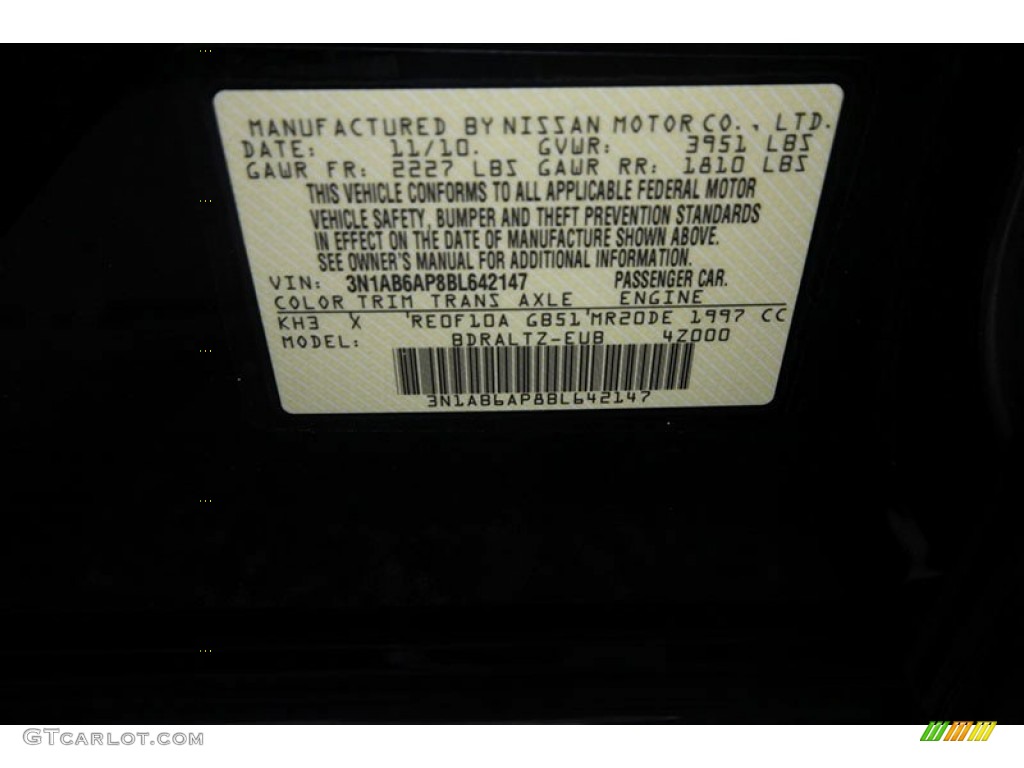 MANUFACTURED BY NISSAN MOTOR CO., LTD.
DATE: 11/10. GVWR: 3951 LBS
GAWR FR: 2227 LBS GAWR RR: 1810 LBS
THIS VEHICLE CONFORMS TO ALL APPLICABLE FEDERAL MOTOR
VEHICLE SAFETY, BUMPER AND THEFT PREVENTION STANDARDS
IN EFFECT ON THE DATE OF MANUFACTURE SHOWN ABOVE.
SEE OWNER'S MANUAL FOR ADDITIONAL INFORMATION.
VIN: 3N1AB6AP8BL642147 PASSENGER CAR.
COLOR TRIM TRANS AXLE ENGINE
KH3 X 'RE0F10A GB51'MR20DE 1997 CC
MODEL: BDRALTZ-EUB 4Z000
3N1AB6AP8BL642147
GTCARLOT.COM